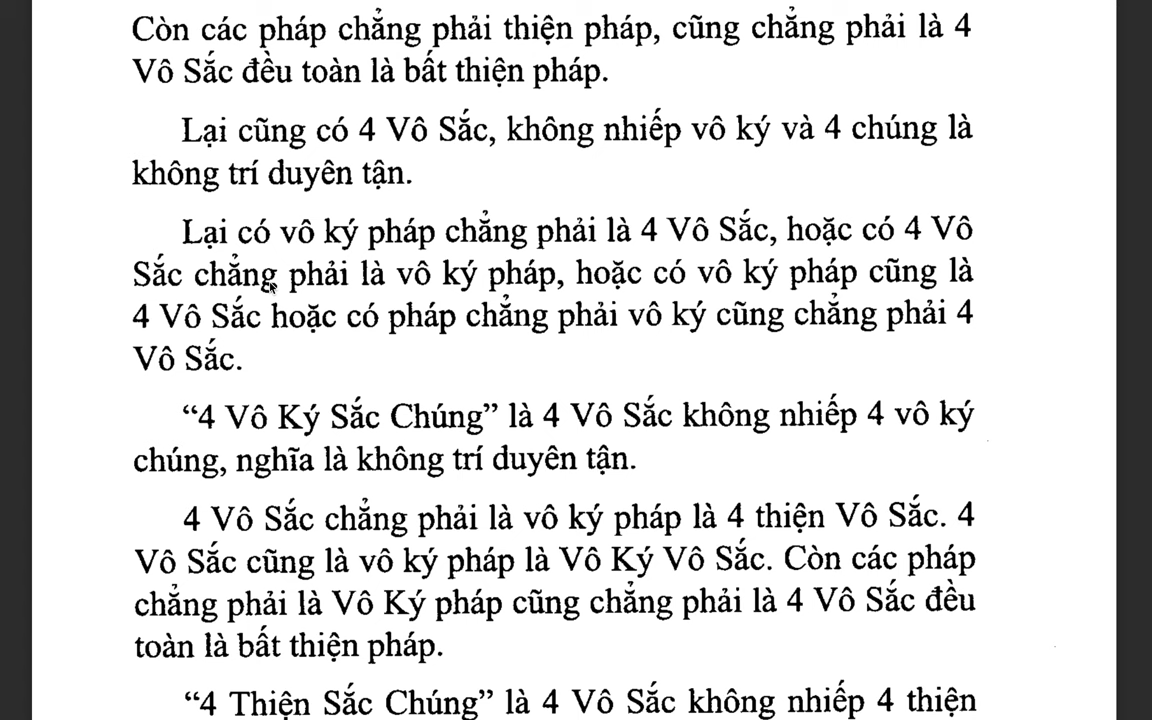 Còn các pháp chẳng phải thiện pháp, cũng chẳng phải là 4
Vô Sắc đều toàn là bất thiện pháp.
Lại cũng có 4 Vô Sắc, không nhiếp vô ký và 4 chúng là
không trí duyên tận.
Lại có vô ký pháp chẳng phải là 4 Vô Sắc, hoặc có 4 Vô
Sắc chẳng phải là vô ký pháp, hoặc có vô ký pháp cũng là
4 Vô Sắc hoặc có pháp chẳng phải vô ký cũng chẳng phải 4
Vô Sắc.
“4 Vô Ký Sắc Chúng” là 4 Vô Sắc không nhiếp 4 vô ký
chúng, nghĩa là không trí duyên tận.
4 Vô Sắc chẳng phải là vô ký pháp là 4 thiện Vô Sắc. 4
Vô Sắc cũng là vô ký pháp là Vô Ký Vô Sắc. Còn các pháp
chẳng phải là Vô Ký pháp cũng chẳng phải là 4 Vô Sắc đều
toàn là bất thiện pháp.
“4 Thiện Sắc Chúng” là 4 Vô Sắc không nhiếp 4 thiện